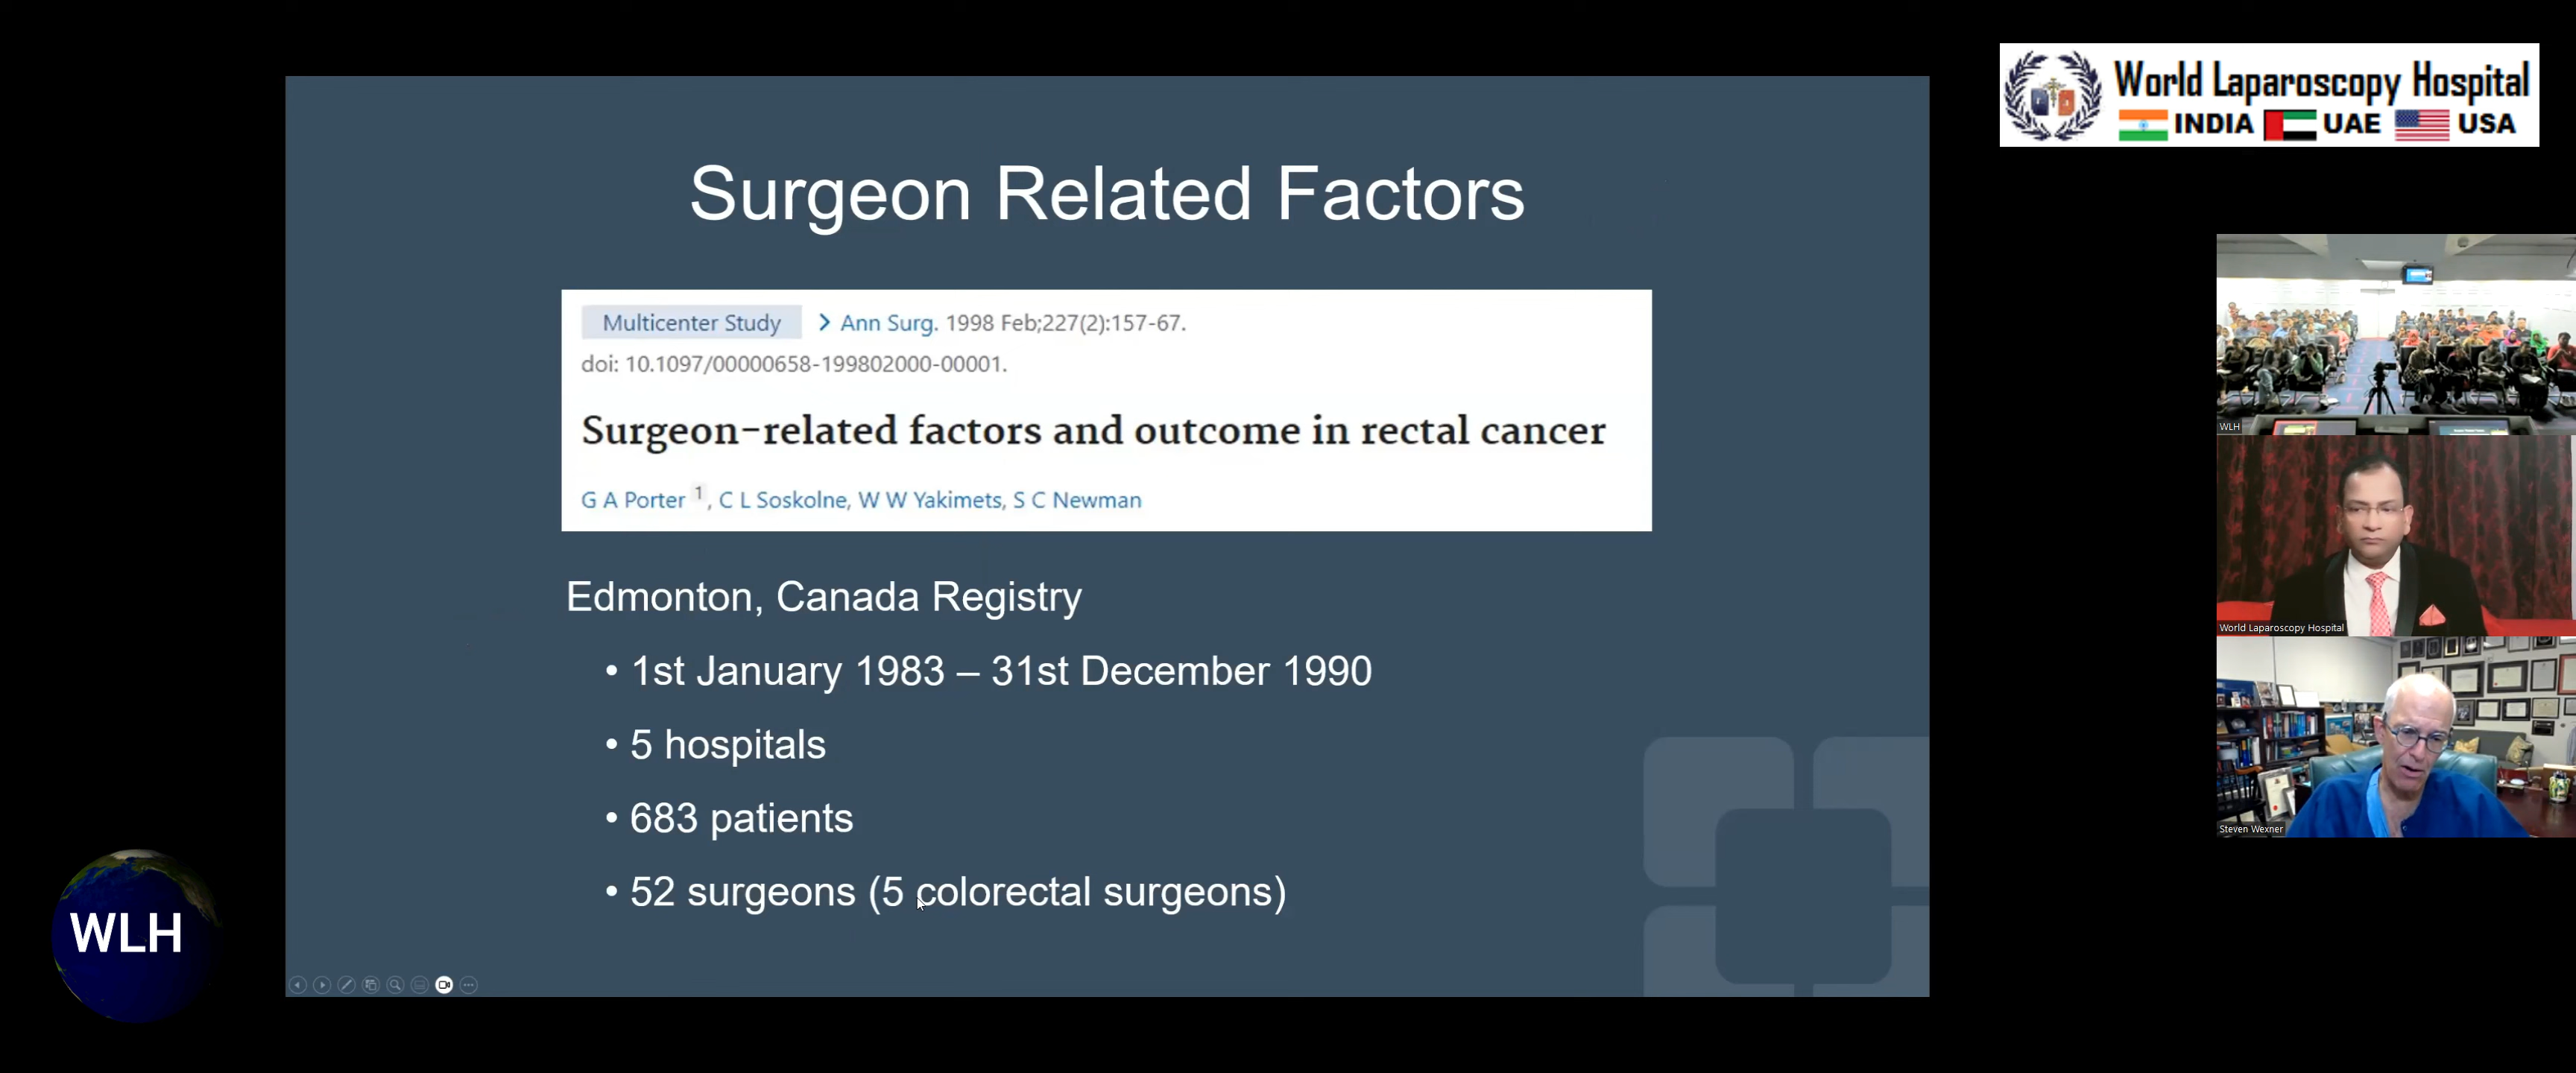 World Laparoscopy Hospital
INDIA UAE USA
Surgeon Related Factors
Multicenter Study > Ann Surg. 1998 Feb;227(2):157-67.
doi: 10.1097/00000658-199802000-00001.
Surgeon-related factors and outcome in rectal cancer
G A Porter 1, C L Soskolne, W W Yakimets, S C Newman
Edmonton, Canada Registry
• 1st January 1983 – 31st December 1990
• 5 hospitals
• 683 patients
• 52 surgeons (5 colorectal surgeons)
WLH
WLH
World Laparoscopy Hospital
Steven Wexner